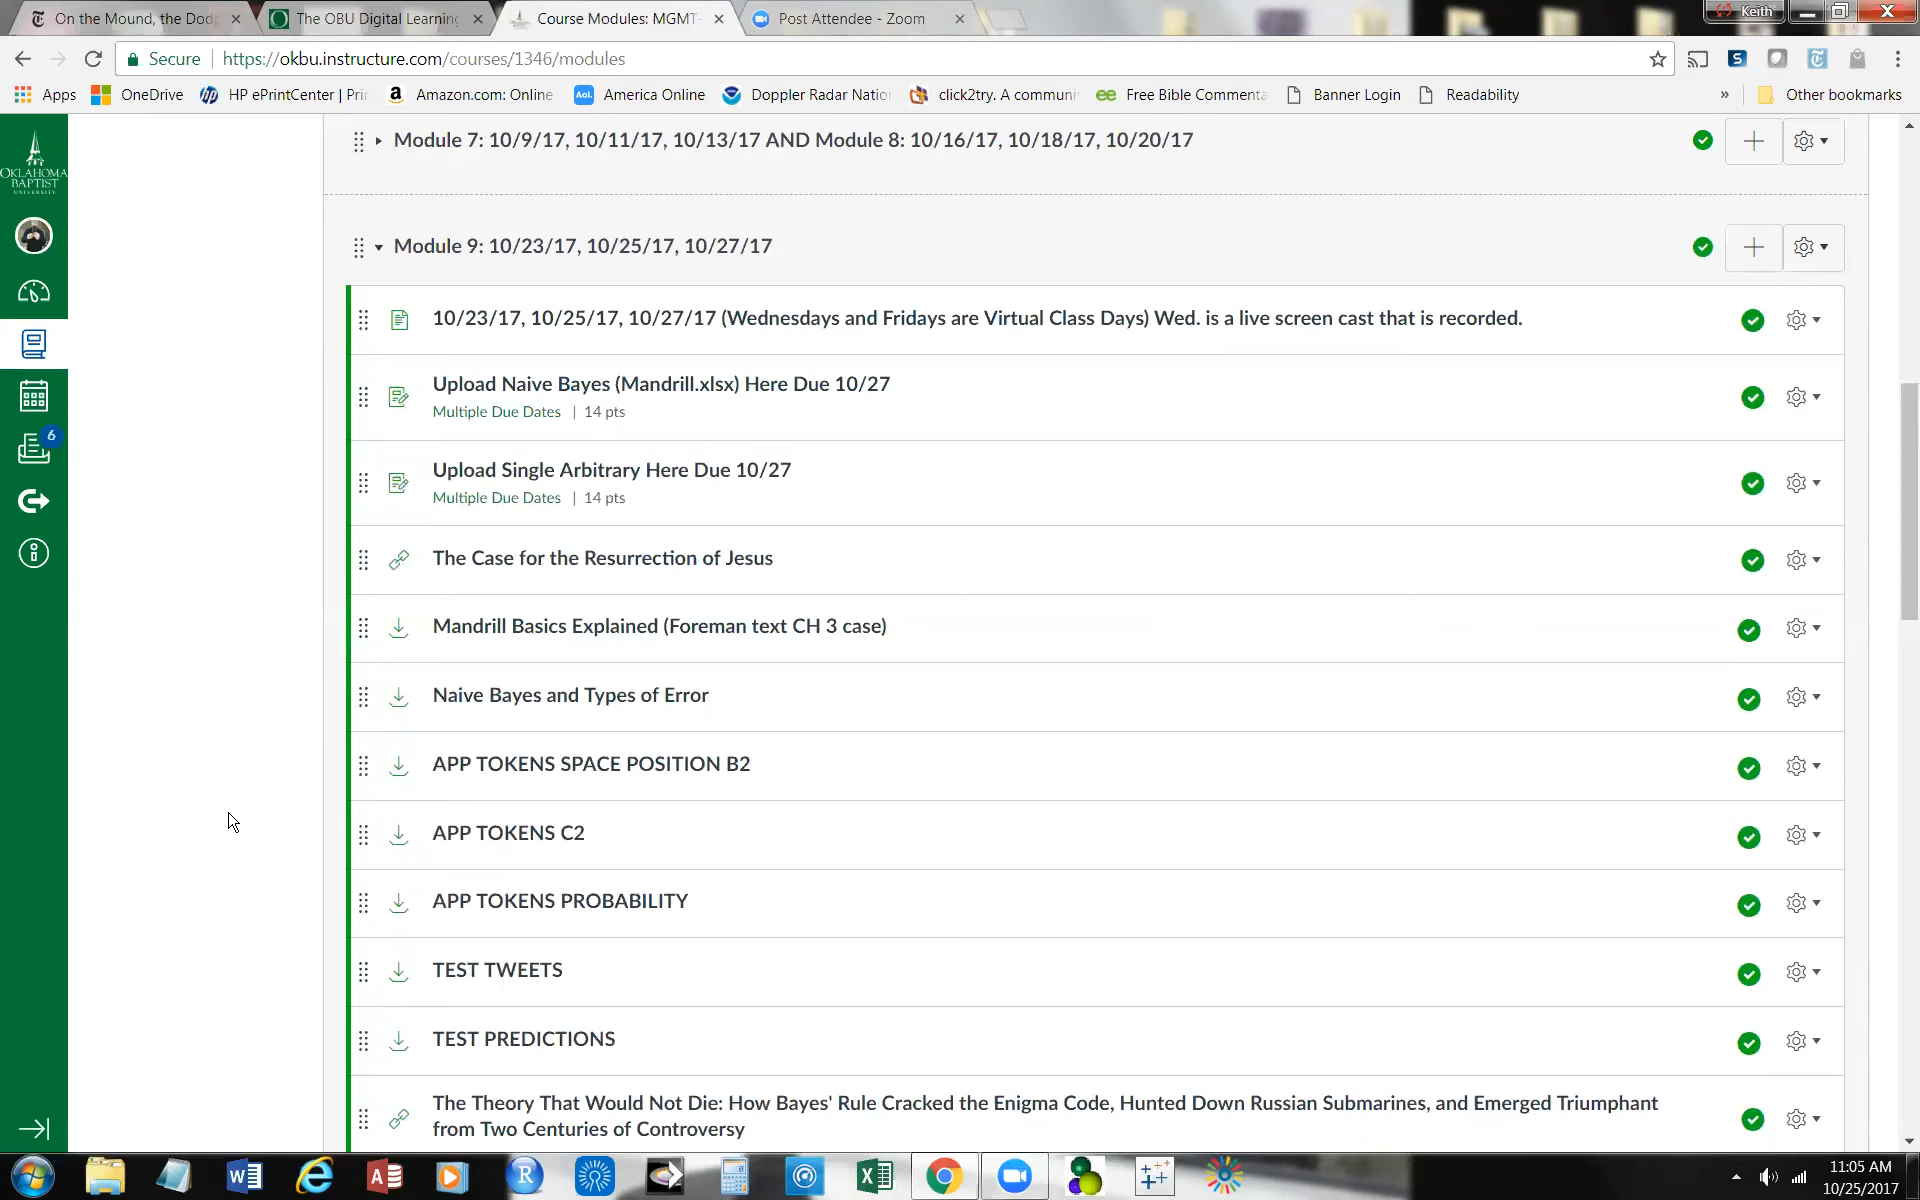 On the Mound, the Dod
The OBU Digital Learning
Course Modules: MGMT-
Post Attendee - Zoom
Keith
Secure
https://okbu.instructure.com/courses/1346/modules
Apps
OneDrive
HP ePrintCenter | Prin
Amazon.com: Online
Aol.
America Online
Doppler Radar Natio
click2try. A communi
ee
Free Bible Commenta
Banner Login
Readability
»
Other bookmarks
OKLAHOMA
BAPTIST
UNIVERSITY
6
Module 7: 10/9/17, 10/11/17, 10/13/17 AND Module 8: 10/16/17, 10/18/17, 10/20/17
Module 9: 10/23/17, 10/25/17, 10/27/17
10/23/17, 10/25/17, 10/27/17 (Wednesdays and Fridays are Virtual Class Days) Wed. is a live screen cast that is recorded.
Upload Naive Bayes (Mandrill.xlsx) Here Due 10/27
Multiple Due Dates | 14 pts
Upload Single Arbitrary Here Due 10/27
Multiple Due Dates | 14 pts
The Case for the Resurrection of Jesus
Mandrill Basics Explained (Foreman text CH 3 case)
Naive Bayes and Types of Error
APP TOKENS SPACE POSITION B2
APP TOKENS C2
APP TOKENS PROBABILITY
TEST TWEETS
TEST PREDICTIONS
The Theory That Would Not Die: How Bayes' Rule Cracked the Enigma Code, Hunted Down Russian Submarines, and Emerged Triumphant
from Two Centuries of Controversy
11:05 AM
10/25/2017